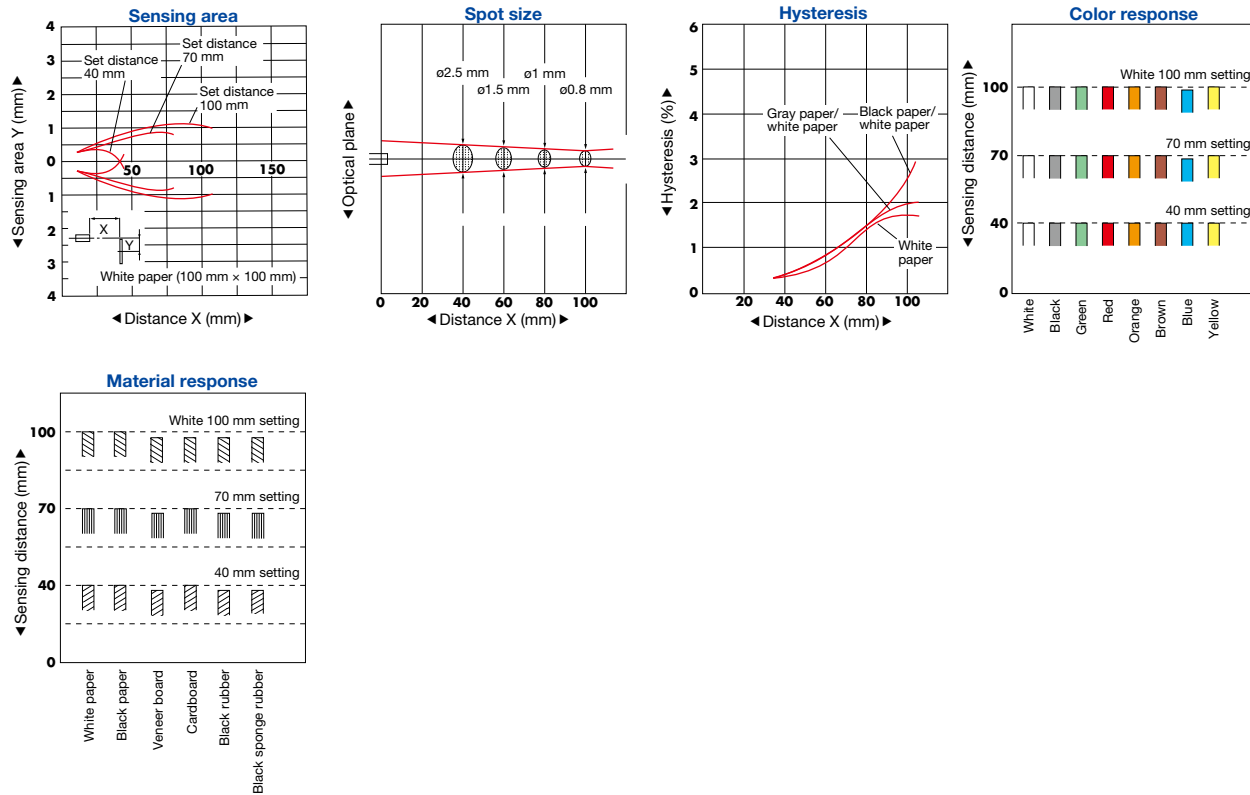 Sensing area
4
3
2
1
0
1
2
3
4
◄Sensing area Y (mm)►
Set distance
70 mm
Set distance
40 mm
Set distance
100 mm
50 100 150
X
Y
White paper (100 mm × 100 mm)
◄Distance X (mm)►
Spot size
◄Optical plane►
ø2.5 mm
ø1.5 mm
ø1 mm
ø0.8 mm
0 20 40 60 80 100
◄Distance X (mm)►
Hysteresis
6
5
4
3
2
1
0
◄Hysteresis (%)►
Gray paper/
white paper
Black paper/
white paper
White
paper
20 40 60 80 100
◄Distance X (mm)►
Color response
◄Sensing distance (mm)►
White 100 mm setting
100
70 mm setting
70
40 mm setting
40
0
White
Black
Green
Red
Orange
Brown
Blue
Yellow
Material response
◄Sensing distance (mm)►
White 100 mm setting
100
70 mm setting
70
40 mm setting
40
0
White paper
Black paper
Veneer board
Cardboard
Black rubber
Black sponge rubber